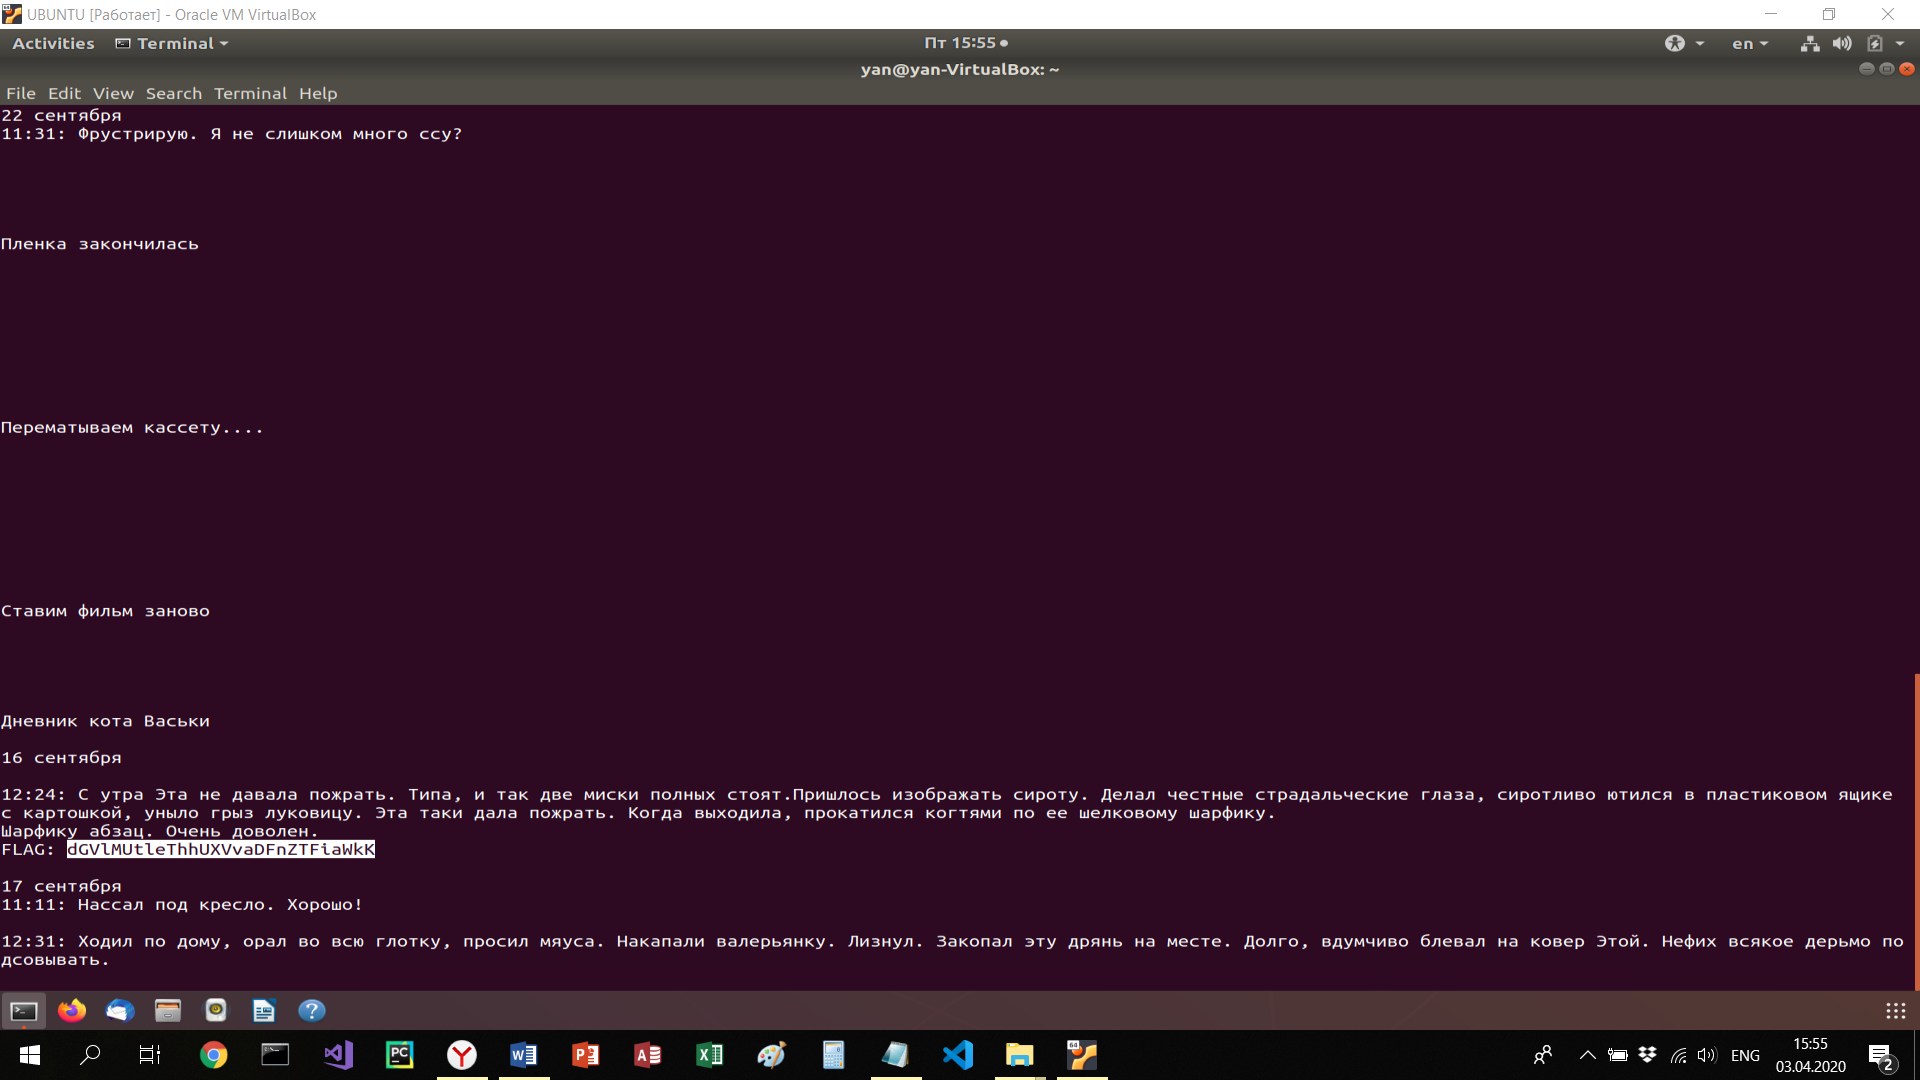 UBUNTU [Работает] - Oracle VM VirtualBox
Activities Terminal Пт 15:55 en
yan@yan-VirtualBox: ~
File Edit View Search Terminal Help
22 сентября
11:31: Фрустрирую. Я не слишком много ссу?
Пленка закончилась
Перематываем кассету....
Ставим фильм заново
Дневник кота Васьки
16 сентября
12:24: С утра Эта не давала пожрать. Типа, и так две миски полных стоят.Пришлось изображать сироту. Делал честные страдальческие глаза, сиротливо ютился в пластиковом ящике
с картошкой, уныло грыз луковицу. Эта таки дала пожрать. Когда выходила, прокатился когтями по ее шелковому шарфику.
Шарфику абзац. Очень доволен.
FLAG: dGVlMUtleThhUXVvaDFnZTFiaWkK
17 сентября
11:11: Нассал под кресло. Хорошо!
12:31: Ходил по дому, орал во всю глотку, просил мяуса. Накапали валерьянку. Лизнул. Закопал эту дрянь на месте. Долго, вдумчиво блевал на ковер Этой. Нефих всякое дерьмо по
дсовывать.
ENG
15:55
03.04.2020
2